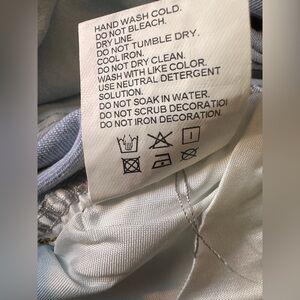 HAND WASH COLD.
DO NOT BLEACH.
DRY LINE.
DO NOT TUMBLE DRY.
COOL IRON.
DO NOT DRY CLEAN.
WASH WITH LIKE COLOR.
USE NEUTRAL DETERGENT
SOLUTION.
DO NOT SOAK IN WATER.
DO NOT SCRUB DECORATIOI
DO NOT IRON DECORATION.